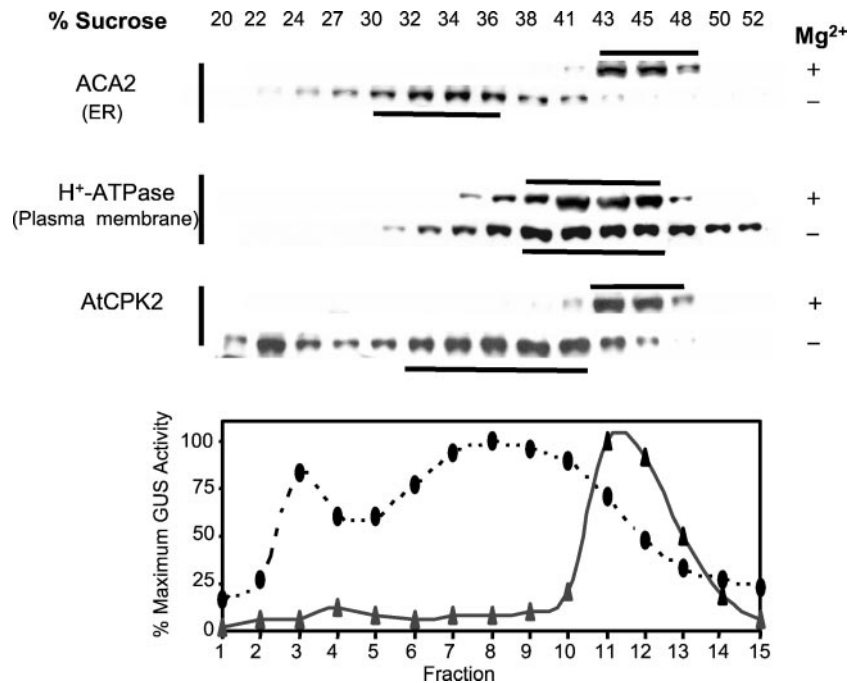 % Sucrose 20 22 24 27 30 32 34 36 38 41 43 45 48 50 52
Mg2+
ACA2
(ER)
+
−
H+-ATPase
(Plasma membrane)
+
−
AtCPK2
+
−
% Maximum GUS Activity
100
75
50
25
0
1 2 3 4 5 6 7 8 9 10 11 12 13 14 15
Fraction